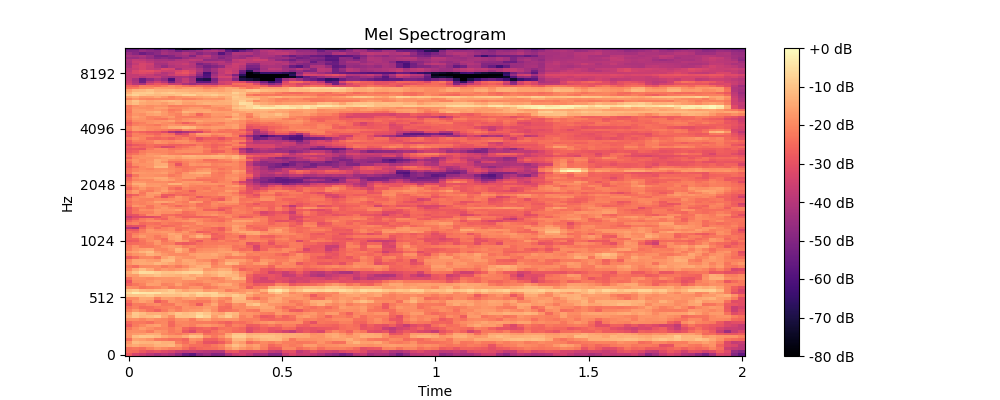 Mel Spectrogram
8192
4096
2048
1024
512
0
Hz
0
0.5
1
1.5
2
Time
+0 dB
-10 dB
-20 dB
-30 dB
-40 dB
-50 dB
-60 dB
-70 dB
-80 dB